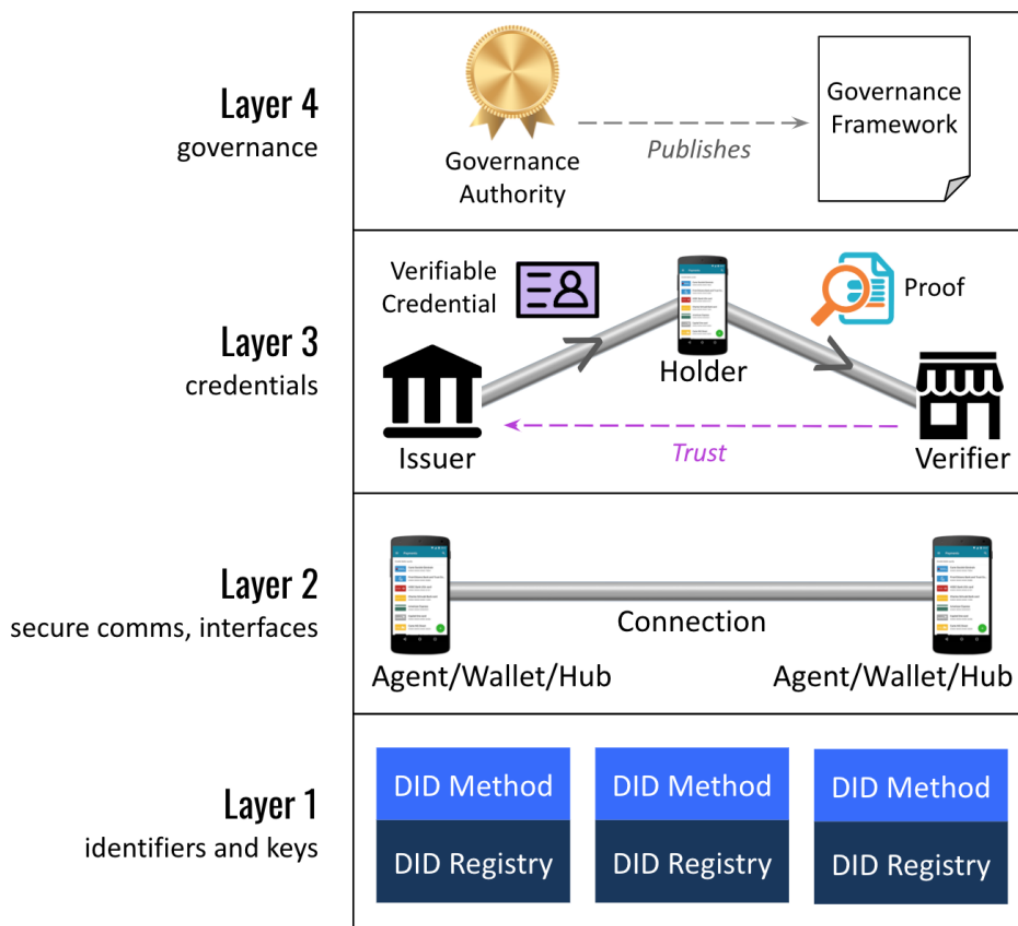 Layer 4
governance
Governance
Authority
Publishes
Governance
Framework
Layer 3
credentials
Verifiable
Credential
Proof
Holder
Issuer
Trust
Verifier
Layer 2
secure comms, interfaces
Connection
Agent/Wallet/Hub
Agent/Wallet/Hub
Layer 1
identifiers and keys
DID Method
DID Registry
DID Method
DID Registry
DID Method
DID Registry